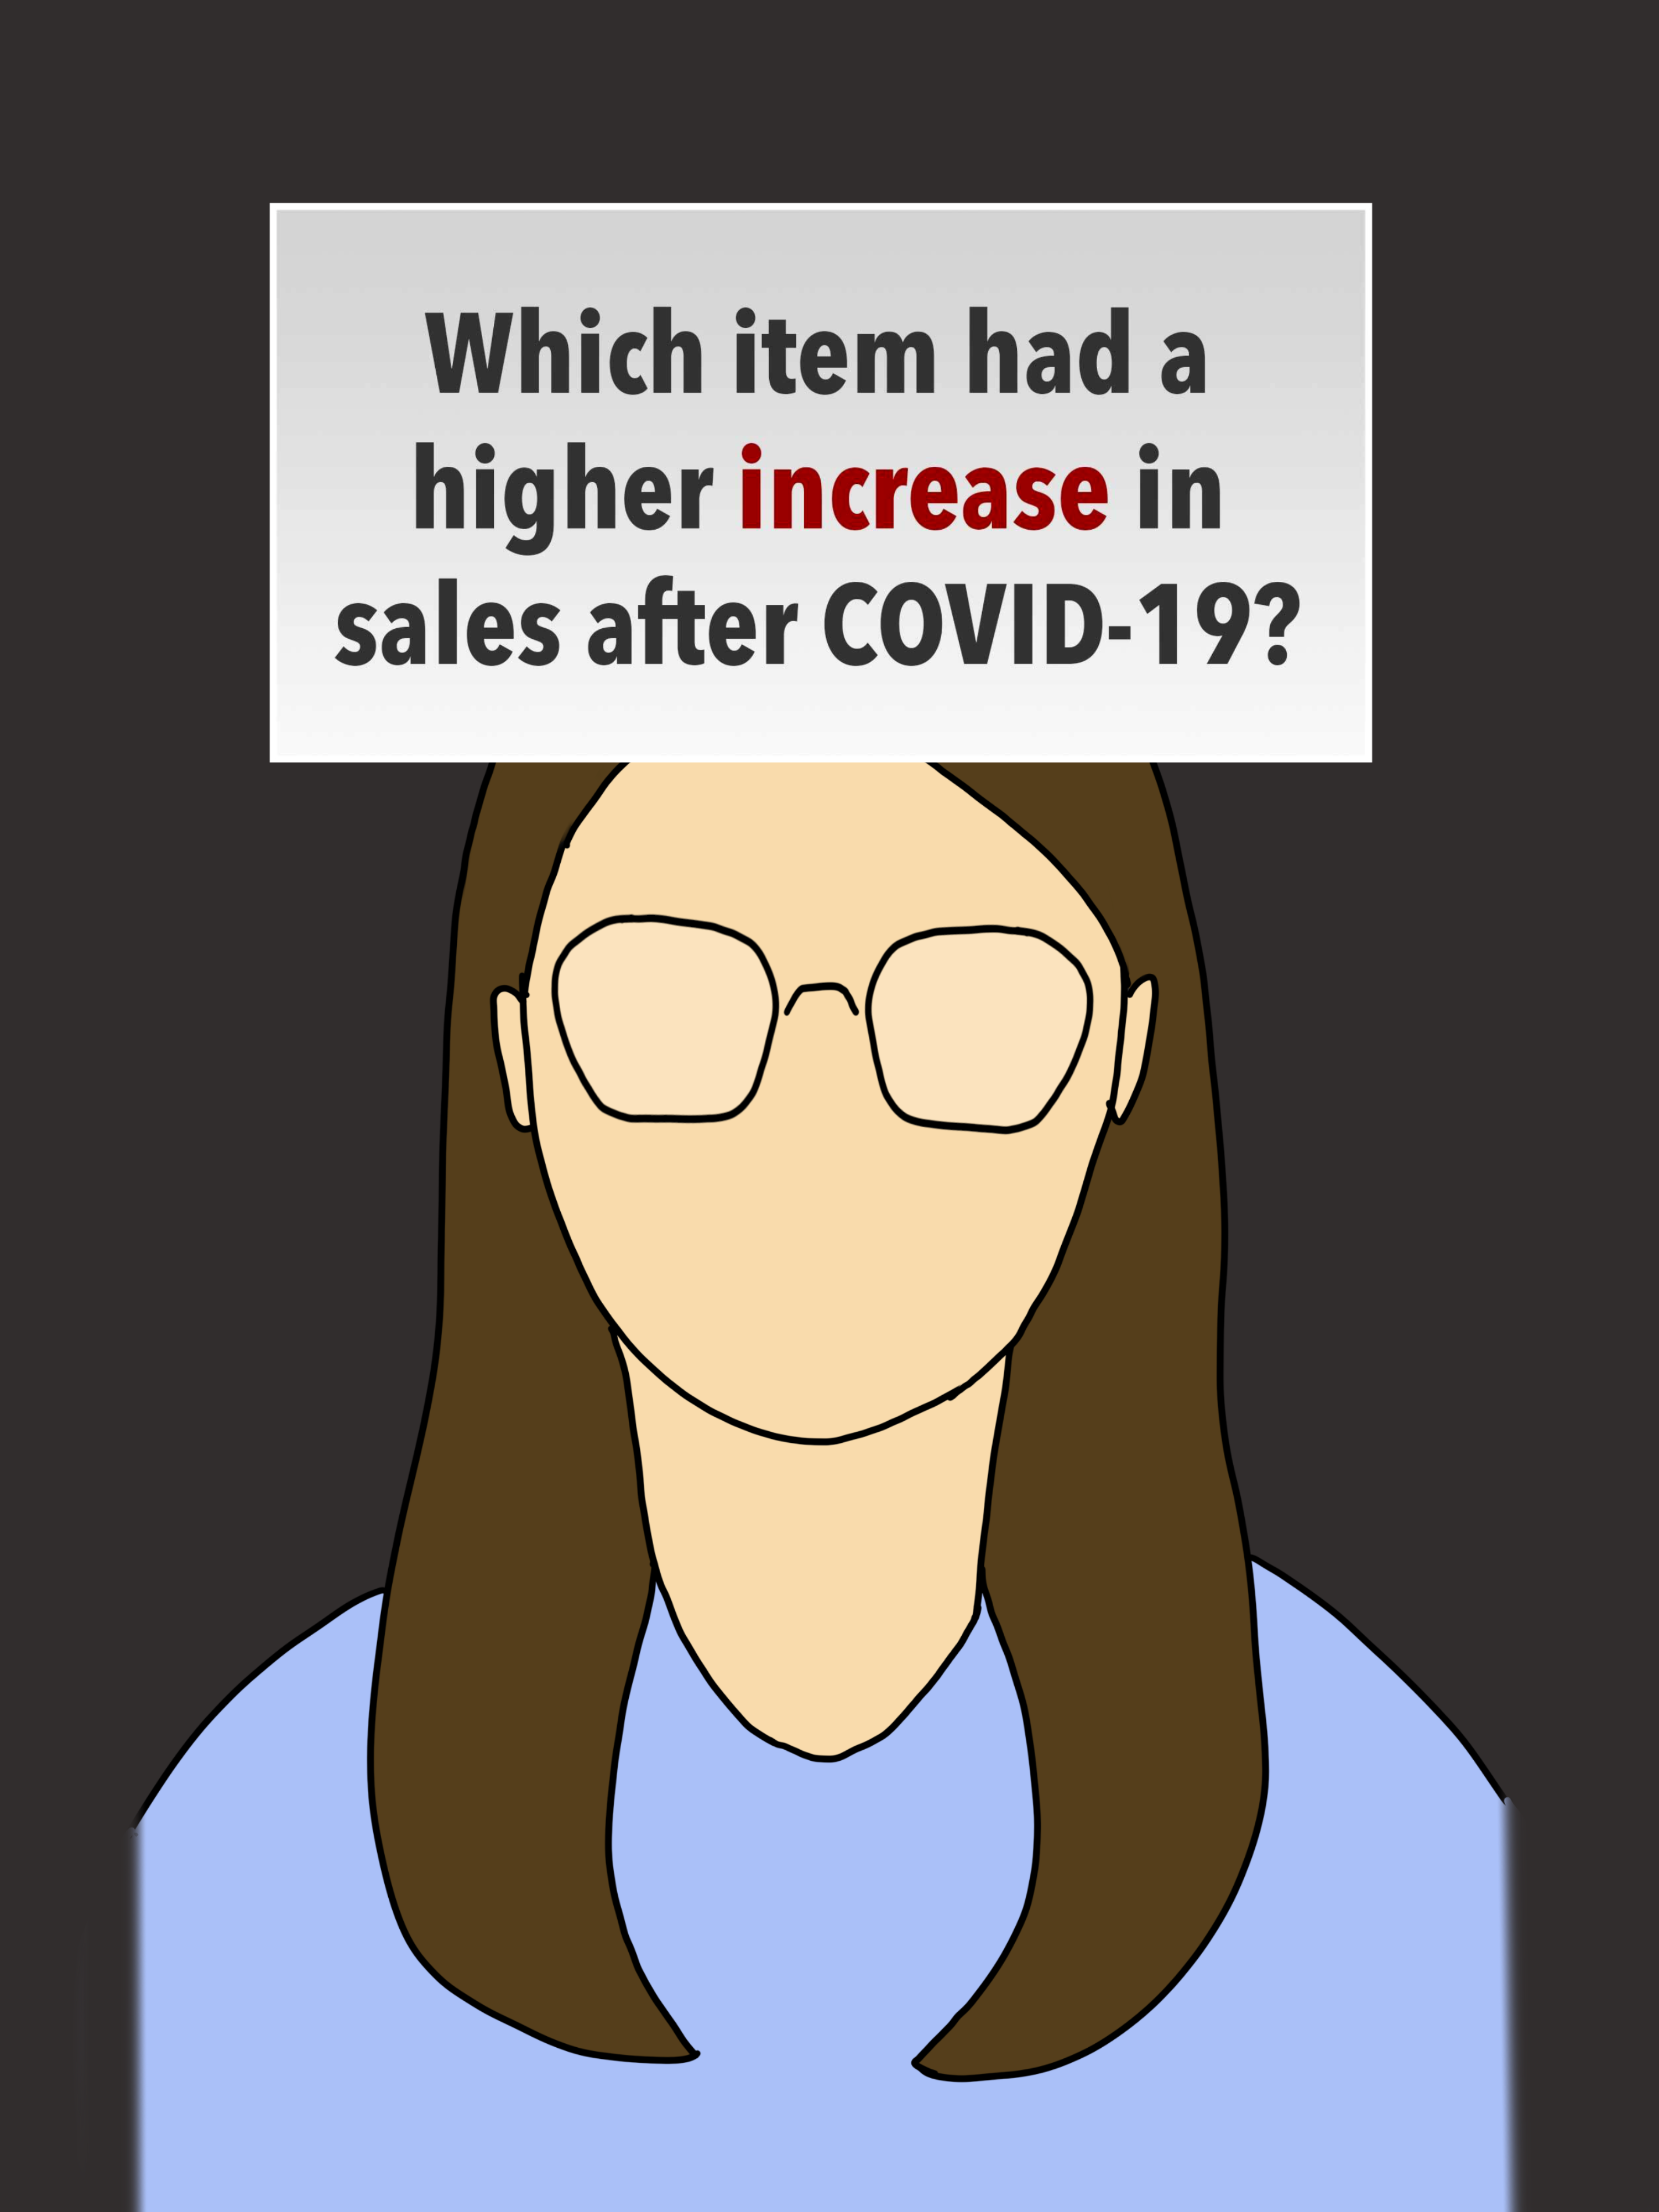 Which item had a
higher increase in
sales after COVID-19?